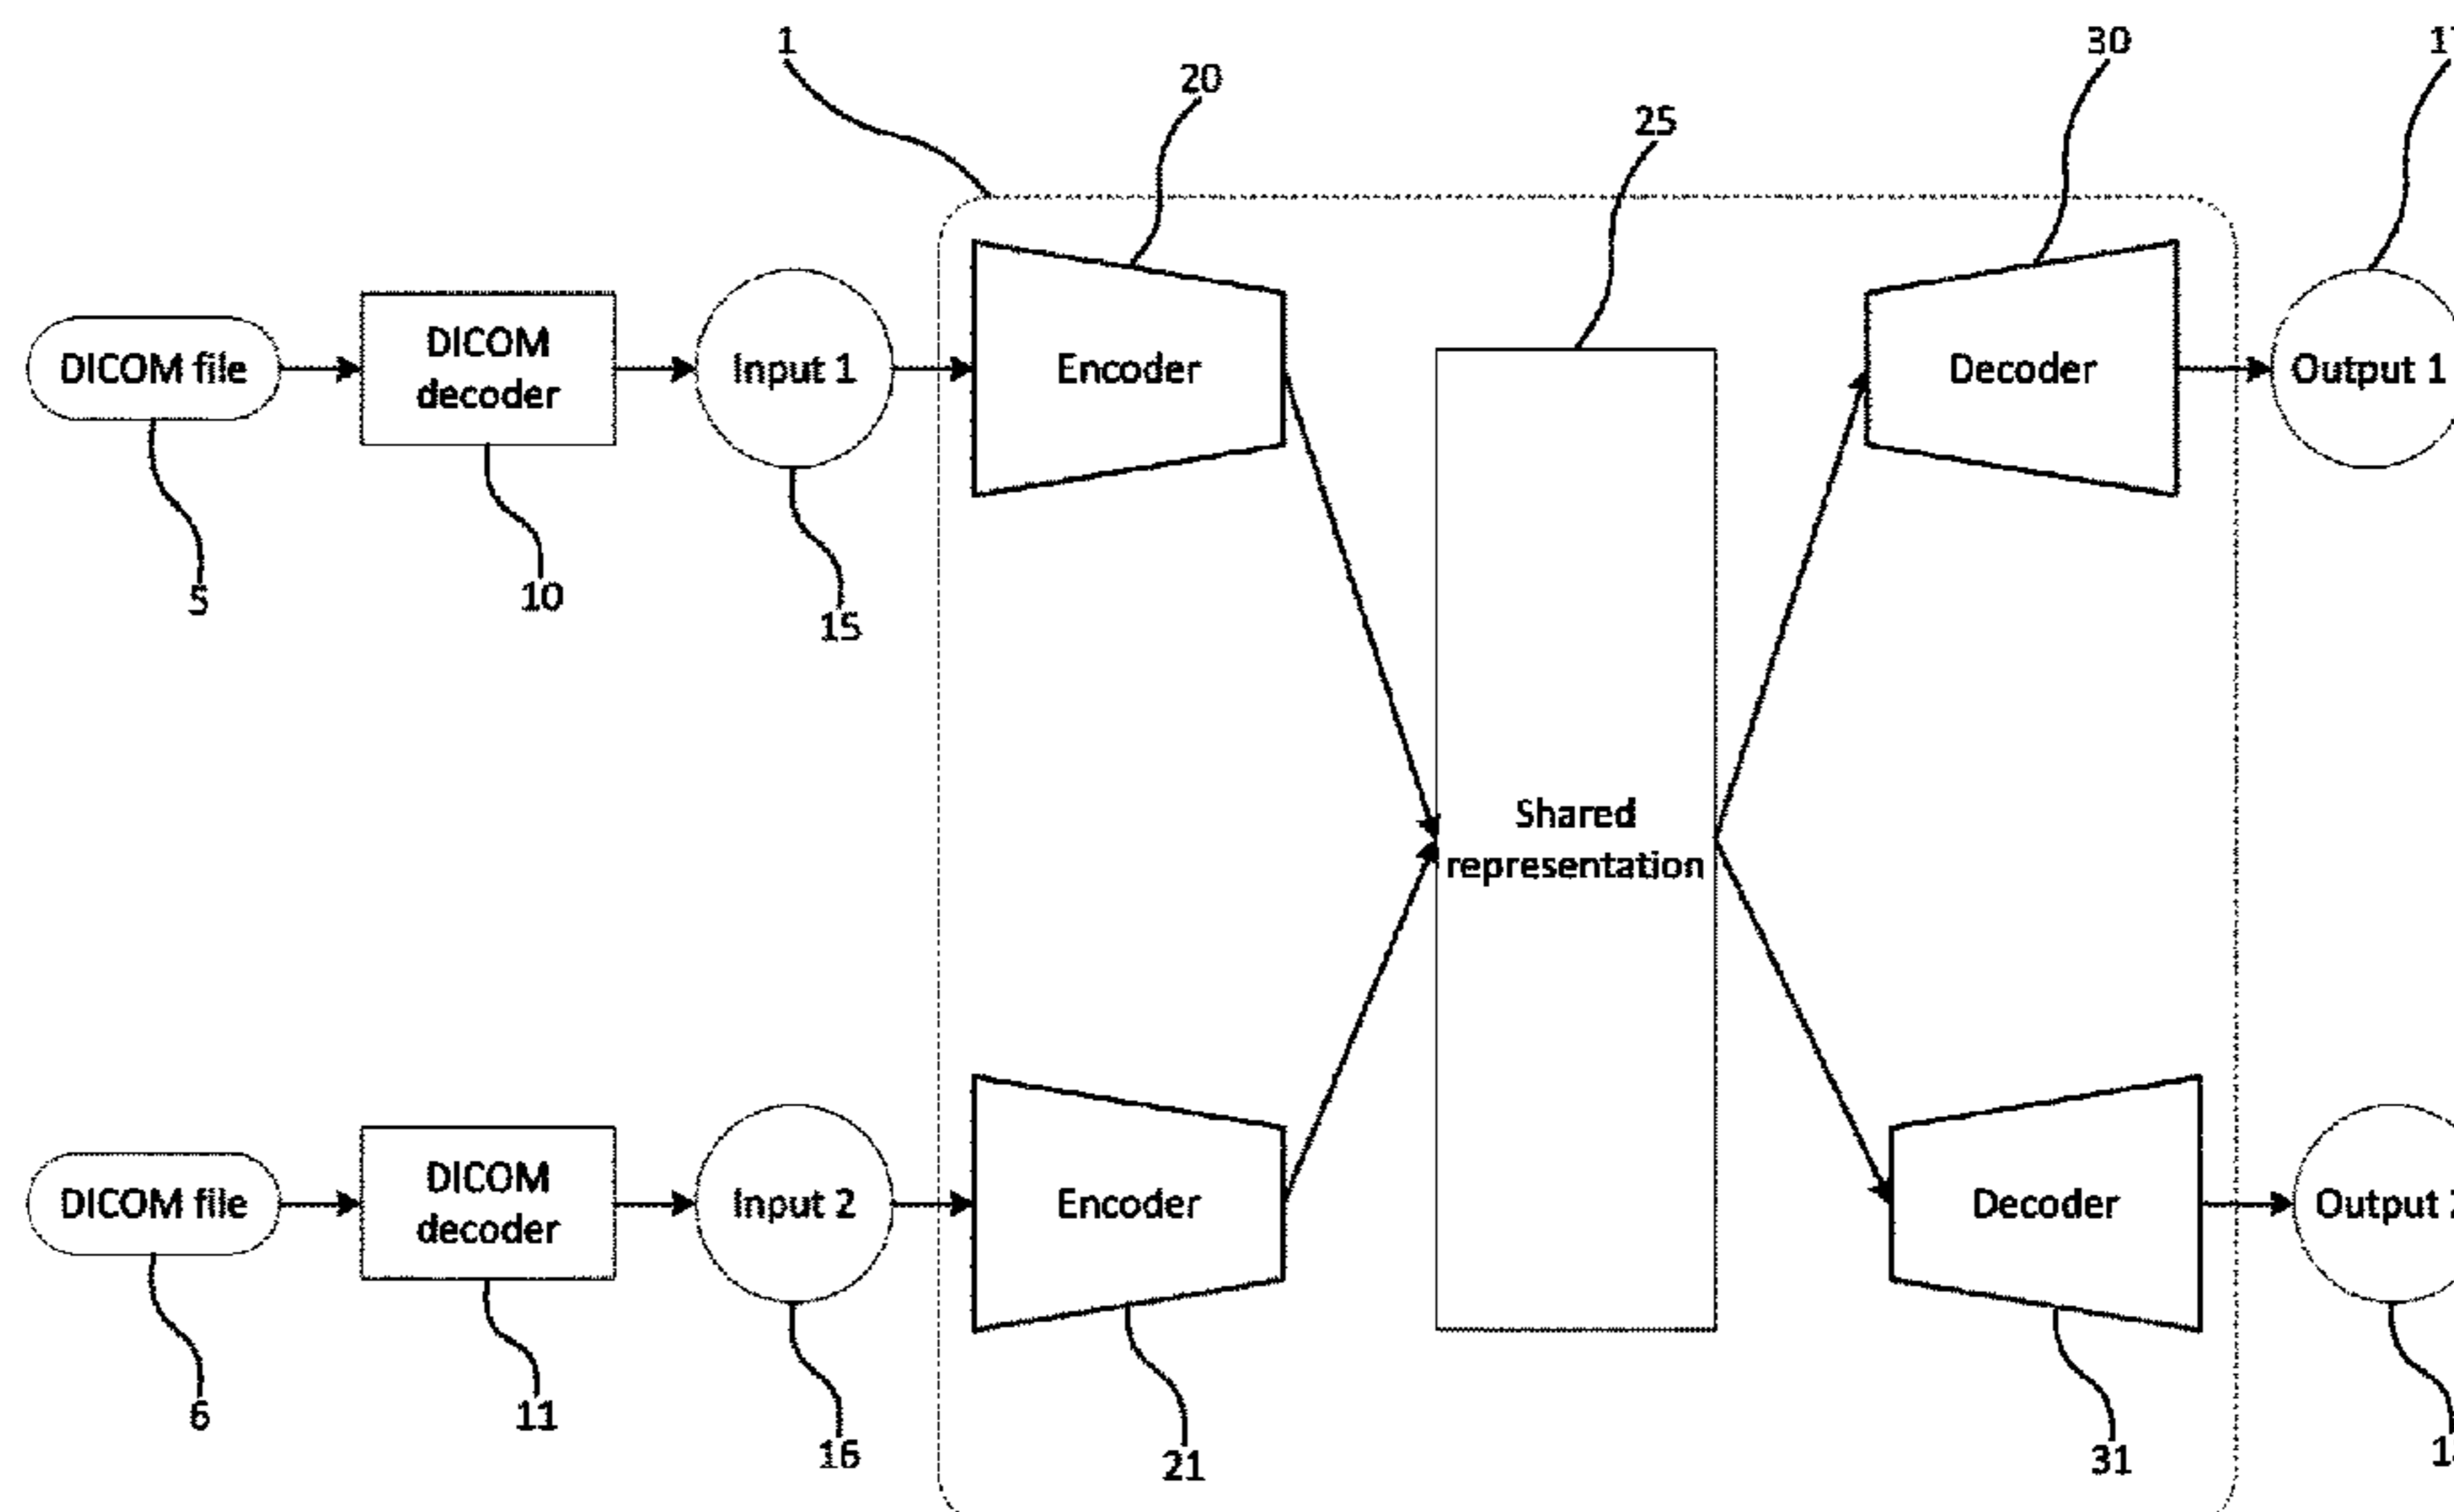 1
20
25
30
DICOM file
DICOM
decoder
Input 1
Encoder
Decoder
Output 1
5
10
15
Shared
representation
DICOM file
DICOM
decoder
Input 2
Encoder
Decoder
Output
6
11
16
21
31